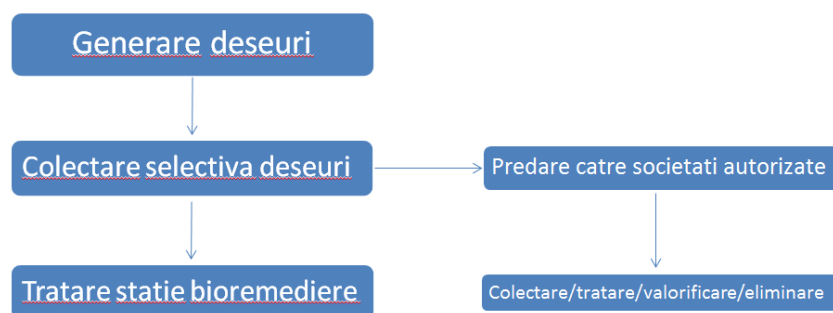 Generare deseuri
Colectare selectiva deseuri
Predare catre societati autorizate
Tratare statie bioremediere
Colectare/tratare/valorificare/eliminare